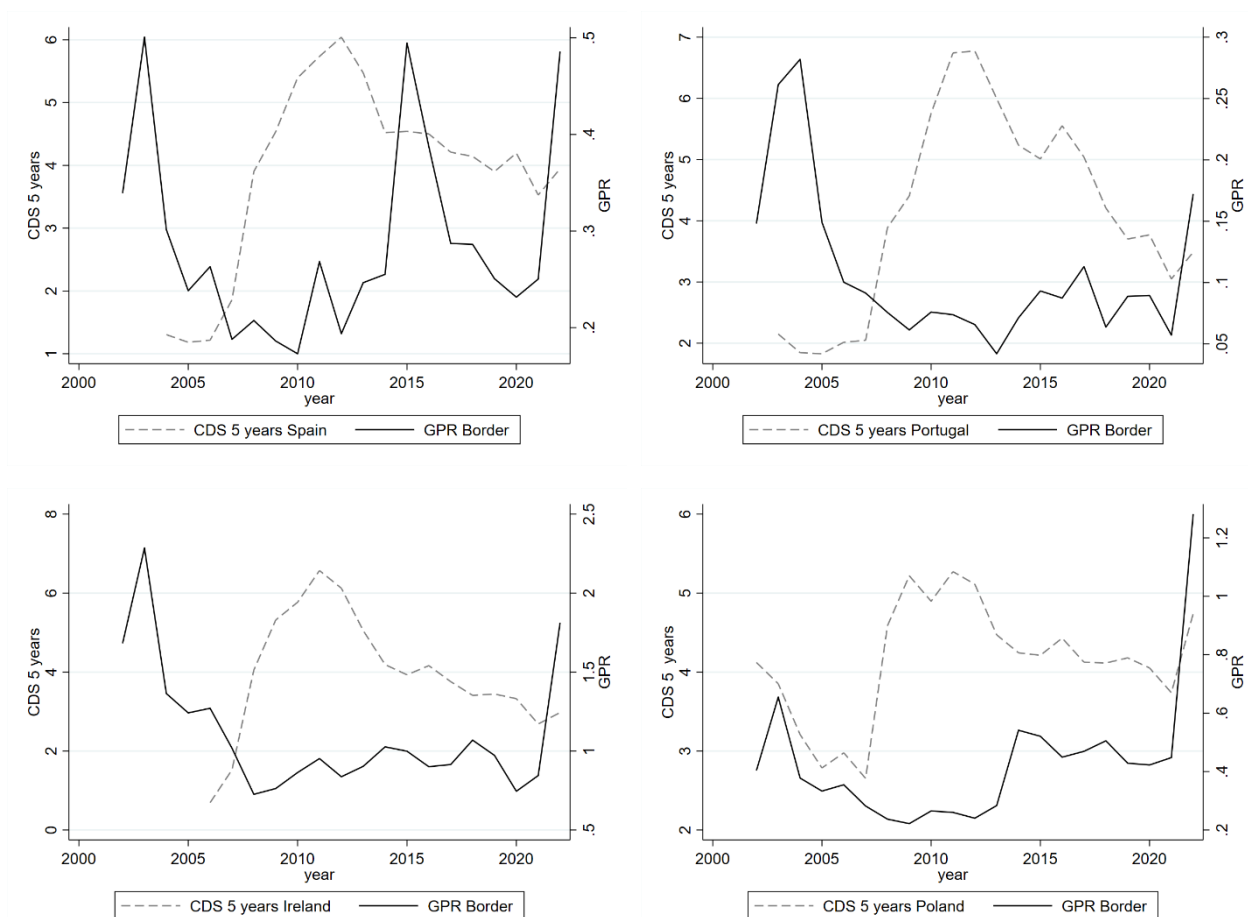 6
5
4
3
2
1
CDS 5 years
.5
.4
.3
.2
GPR
2000 2005 2010 2015 2020
year
CDS 5 years Spain GPR Border
7
6
5
4
3
2
CDS 5 years
.3
.25
.2
.15
.1
.05
GPR
2000 2005 2010 2015 2020
year
CDS 5 years Portugal GPR Border
8
6
4
2
0
CDS 5 years
2.5
2
1.5
1
.5
GPR
2000 2005 2010 2015 2020
year
CDS 5 years Ireland GPR Border
6
5
4
3
2
CDS 5 years
1.2
1
.8
.6
.4
.2
GPR
2000 2005 2010 2015 2020
year
CDS 5 years Poland GPR Border